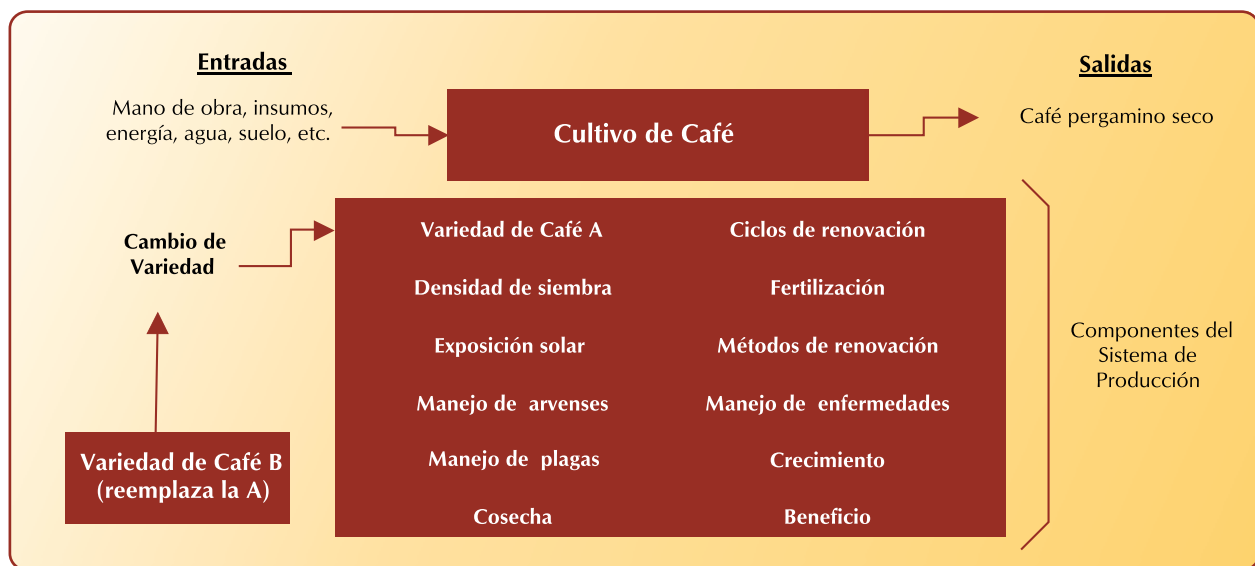 Entradas
Salidas
Mano de obra, insumos,
energía, agua, suelo, etc.
Cultivo de Café
Café pergamino seco
Cambio de
Variedad
Variedad de Café B
(reemplaza la A)
Variedad de Café A
Ciclos de renovación
Densidad de siembra
Fertilización
Exposición solar
Métodos de renovación
Manejo de arvenses
Manejo de enfermedades
Manejo de plagas
Crecimiento
Cosecha
Beneficio
Componentes del
Sistema de
Producción